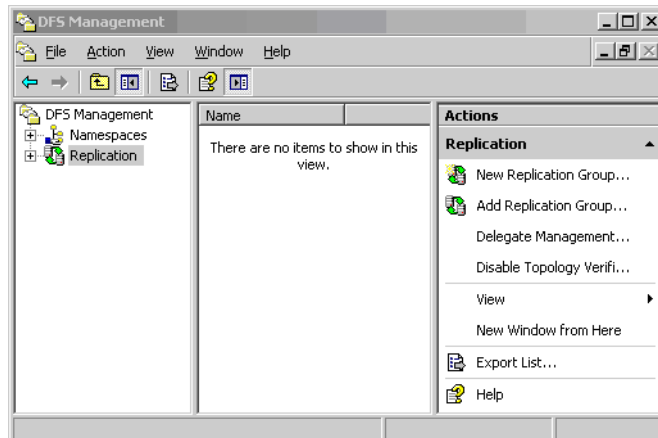 DFS Management
File Action View Window Help
DFS Management
Namespaces
Replication
Name
There are no items to show in this
view.
Actions
Replication
New Replication Group...
Add Replication Group...
Delegate Management...
Disable Topology Verifi...
View
New Window from Here
Export List...
Help